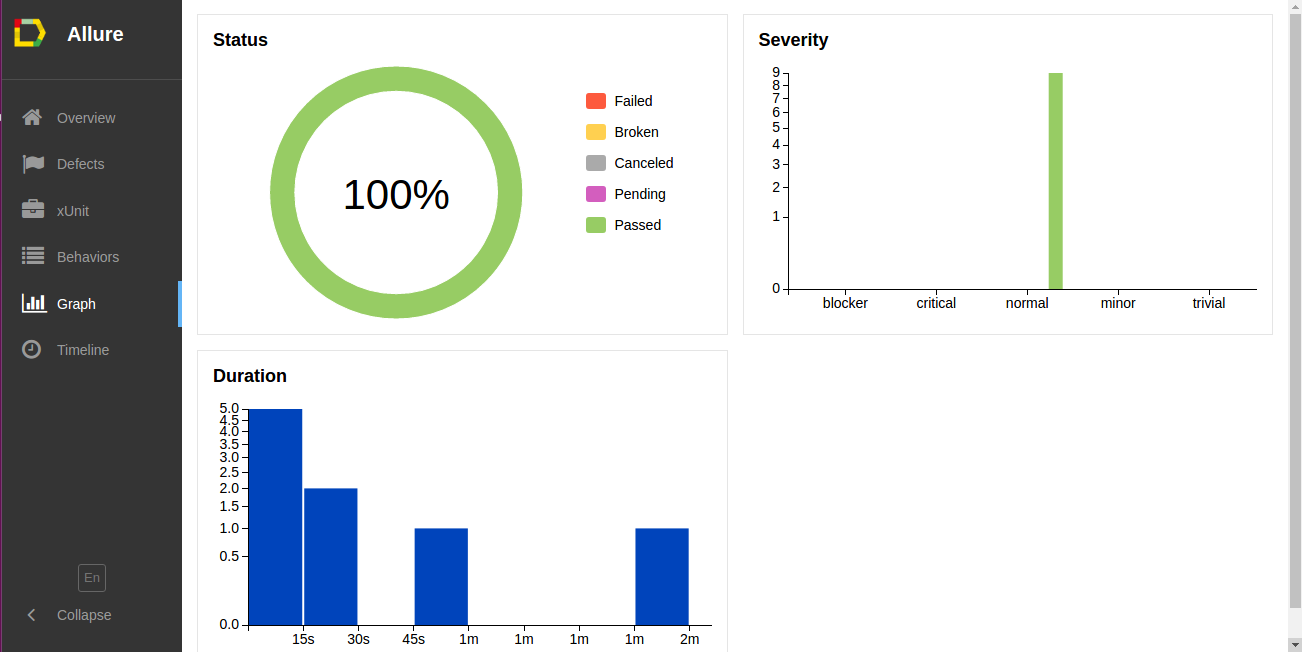 Allure
Overview
Defects
xUnit
Behaviors
Graph
Timeline
En
Collapse
Status
100%
Failed
Broken
Canceled
Pending
Passed
Severity
9
8
7
6
5
4
3
2
1
0
blocker critical normal minor trivial
Duration
5.0
4.5
4.0
3.5
3.0
2.5
2.0
1.5
1.0
0.5
0.0
15s 30s 45s 1m 1m 1m 1m 2m